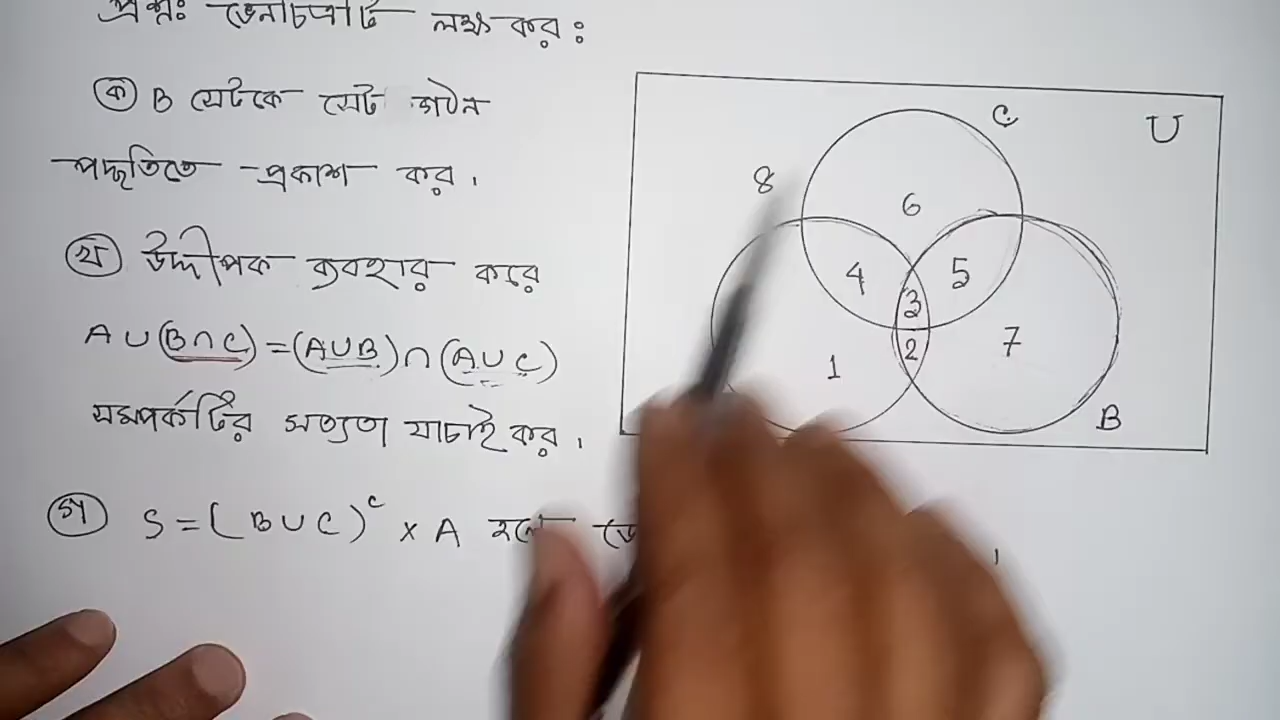 প্রশ্নঃ ভেনচিত্রটি লক্ষ কর :
ক B সেটকে সেট গঠন
পদ্ধতিতে প্রকাশ কর ।
খ উদ্দীপক ব্যবহার করে
A ∪ (B ∩ C) = (A ∪ B) ∩ (A ∪ C)
সম্পর্কটির সত্যতা যাচাই কর ।
গ S = (B ∪ C)ᶜ × A হলে
C
U
8
6
4
5
3
2
7
1
B